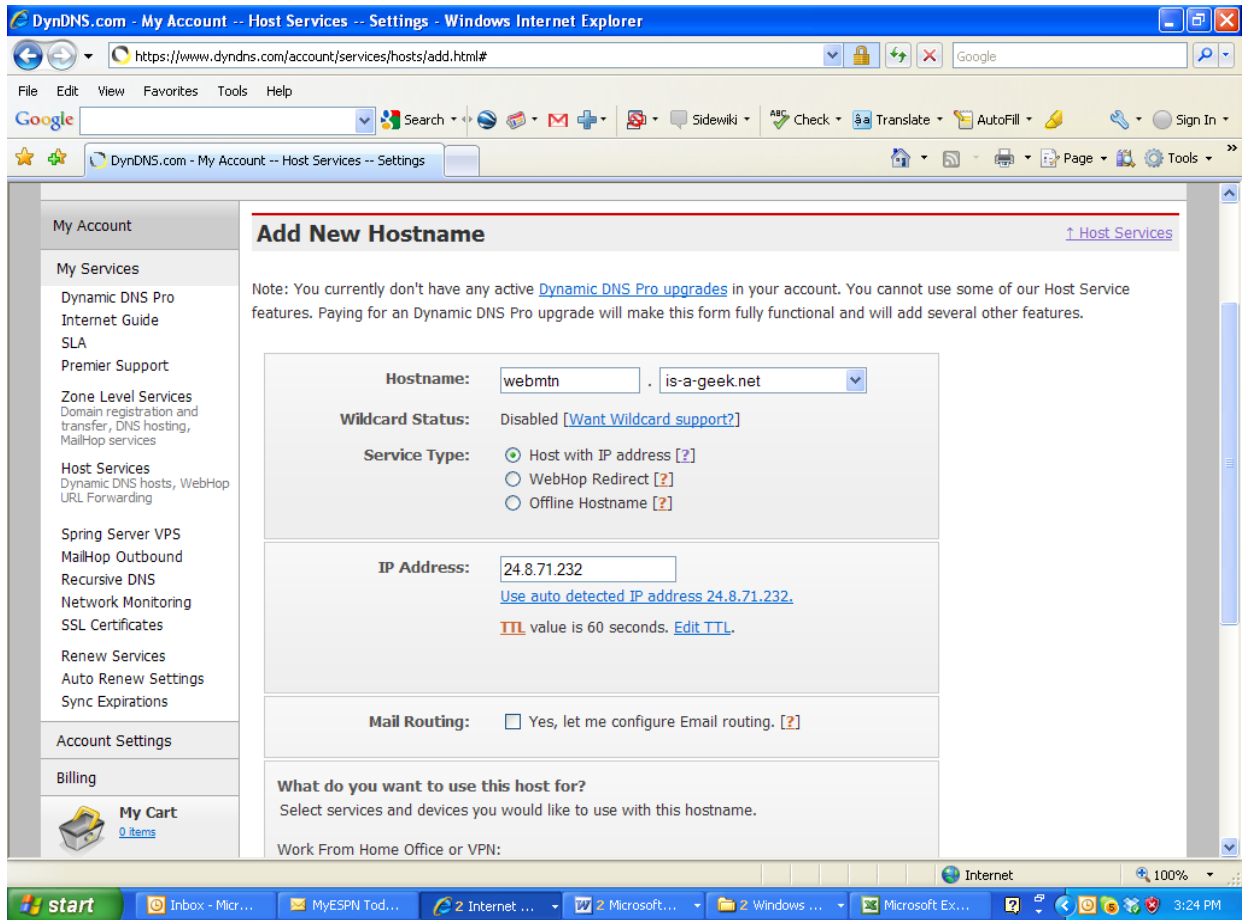 DynDNS.com - My Account -- Host Services -- Settings - Windows Internet Explorer
https://www.dyndns.com/account/services/hosts/add.html#
Google
File Edit View Favorites Tools Help
Google Search Sidewiki Check Translate AutoFill Sign In
DynDNS.com - My Account -- Host Services -- Settings
Page Tools
My Account
My Services
Dynamic DNS Pro
Internet Guide
SLA
Premier Support
Zone Level Services
Domain registration and
transfer, DNS hosting,
MailHop services
Host Services
Dynamic DNS hosts, WebHop
URL Forwarding
Spring Server VPS
MailHop Outbound
Recursive DNS
Network Monitoring
SSL Certificates
Renew Services
Auto Renew Settings
Sync Expirations
Account Settings
Billing
My Cart
0 items
Add New Hostname
↑ Host Services
Note: You currently don't have any active Dynamic DNS Pro upgrades in your account. You cannot use some of our Host Service
features. Paying for an Dynamic DNS Pro upgrade will make this form fully functional and will add several other features.
Hostname: webmtn . is-a-geek.net
Wildcard Status: Disabled [Want Wildcard support?]
Service Type: Host with IP address [?]
WebHop Redirect [?]
Offline Hostname [?]
IP Address: 24.8.71.232
Use auto detected IP address 24.8.71.232.
TTL value is 60 seconds. Edit TTL.
Mail Routing: Yes, let me configure Email routing. [?]
What do you want to use this host for?
Select services and devices you would like to use with this hostname.
Work From Home Office or VPN:
Internet 100%
start Inbox - Micr... MyESPN Tod... 2 Internet ... 2 Microsoft... 2 Windows ... Microsoft Ex... 3:24 PM